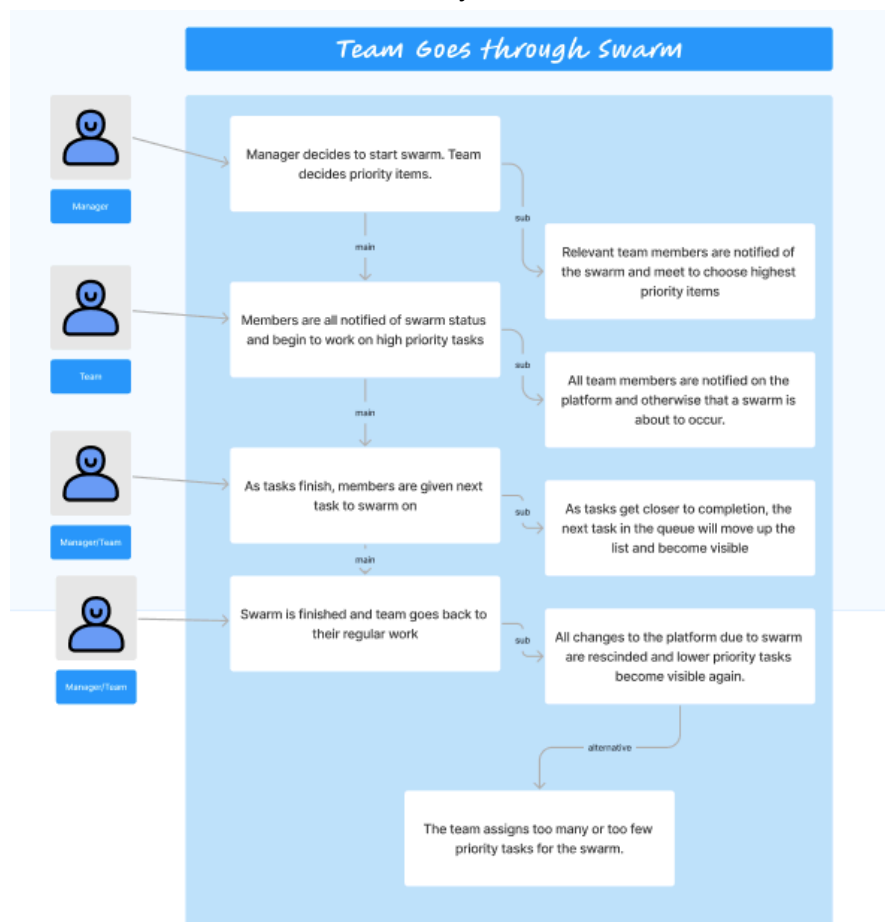 Team Goes through Swarm
Manager
Manager decides to start swarm. Team
decides priority items.
sub
main
Relevant team members are notified of
the swarm and meet to choose highest
priority items
Team
Members are all notified of swarm status
and begin to work on high priority tasks
sub
main
All team members are notified on the
platform and otherwise that a swarm is
about to occur.
Manager/Team
As tasks finish, members are given next
task to swarm on
sub
main
As tasks get closer to completion, the
next task in the queue will move up the
list and become visible
Manager/Team
Swarm is finished and team goes back to
their regular work
sub
All changes to the platform due to swarm
are rescinded and lower priority tasks
become visible again.
alternative
The team assigns too many or too few
priority tasks for the swarm.